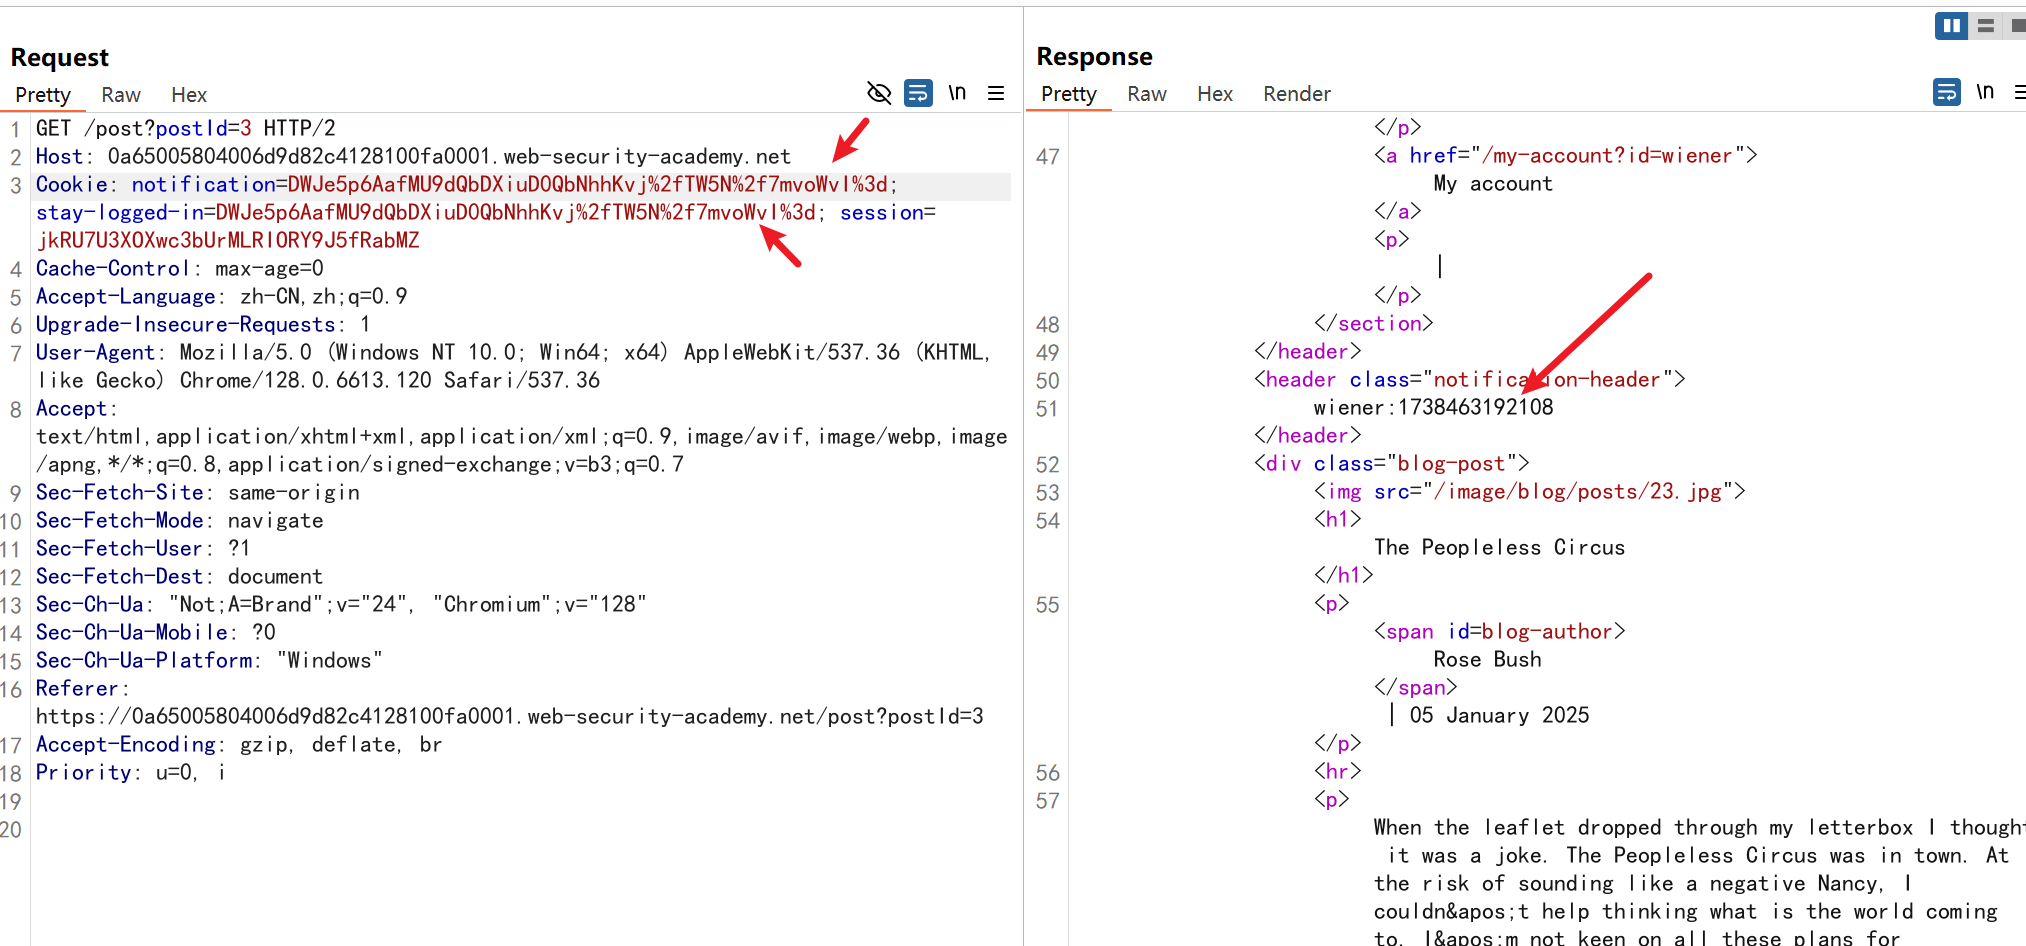 Request
Pretty Raw Hex
\n
1 GET /post?postId=3 HTTP/2
2 Host: 0a65005804006d9d82c4128100fa0001.web-security-academy.net
3 Cookie: notification=DWJe5p6AafMU9dQbDXiuD0QbNhhKvj%2fTW5N%2f7mvoWvI%3d;
stay-logged-in=DWJe5p6AafMU9dQbDXiuD0QbNhhKvj%2fTW5N%2f7mvoWvI%3d; session=
jkRU7U3X0Xwc3bUrMLRI0RY9J5fRabMZ
4 Cache-Control: max-age=0
5 Accept-Language: zh-CN,zh;q=0.9
6 Upgrade-Insecure-Requests: 1
7 User-Agent: Mozilla/5.0 (Windows NT 10.0; Win64; x64) AppleWebKit/537.36 (KHTML,
like Gecko) Chrome/128.0.6613.120 Safari/537.36
8 Accept:
text/html,application/xhtml+xml,application/xml;q=0.9,image/avif,image/webp,image
/apng,*/*;q=0.8,application/signed-exchange;v=b3;q=0.7
9 Sec-Fetch-Site: same-origin
10 Sec-Fetch-Mode: navigate
11 Sec-Fetch-User: ?1
12 Sec-Fetch-Dest: document
13 Sec-Ch-Ua: "Not;A=Brand";v="24", "Chromium";v="128"
14 Sec-Ch-Ua-Mobile: ?0
15 Sec-Ch-Ua-Platform: "Windows"
16 Referer:
https://0a65005804006d9d82c4128100fa0001.web-security-academy.net/post?postId=3
17 Accept-Encoding: gzip, deflate, br
18 Priority: u=0, i
19
20
Response
Pretty Raw Hex Render
\n
</p>
47 <a href="/my-account?id=wiener">
My account
</a>
<p>
|
</p>
48 </section>
49 </header>
50 <header class="notification-header">
51 wiener:1738463192108
</header>
52 <div class="blog-post">
53 <img src="/image/blog/posts/23.jpg">
54 <h1>
The Peopleless Circus
</h1>
55 <p>
<span id=blog-author>
Rose Bush
</span>
| 05 January 2025
</p>
56 <hr>
57 <p>
When the leaflet dropped through my letterbox I thought
it was a joke. The Peopleless Circus was in town. At
the risk of sounding like a negative Nancy, I
couldn&apos;t help thinking what is the world coming
to. I&apos;m not keen on all these plans for